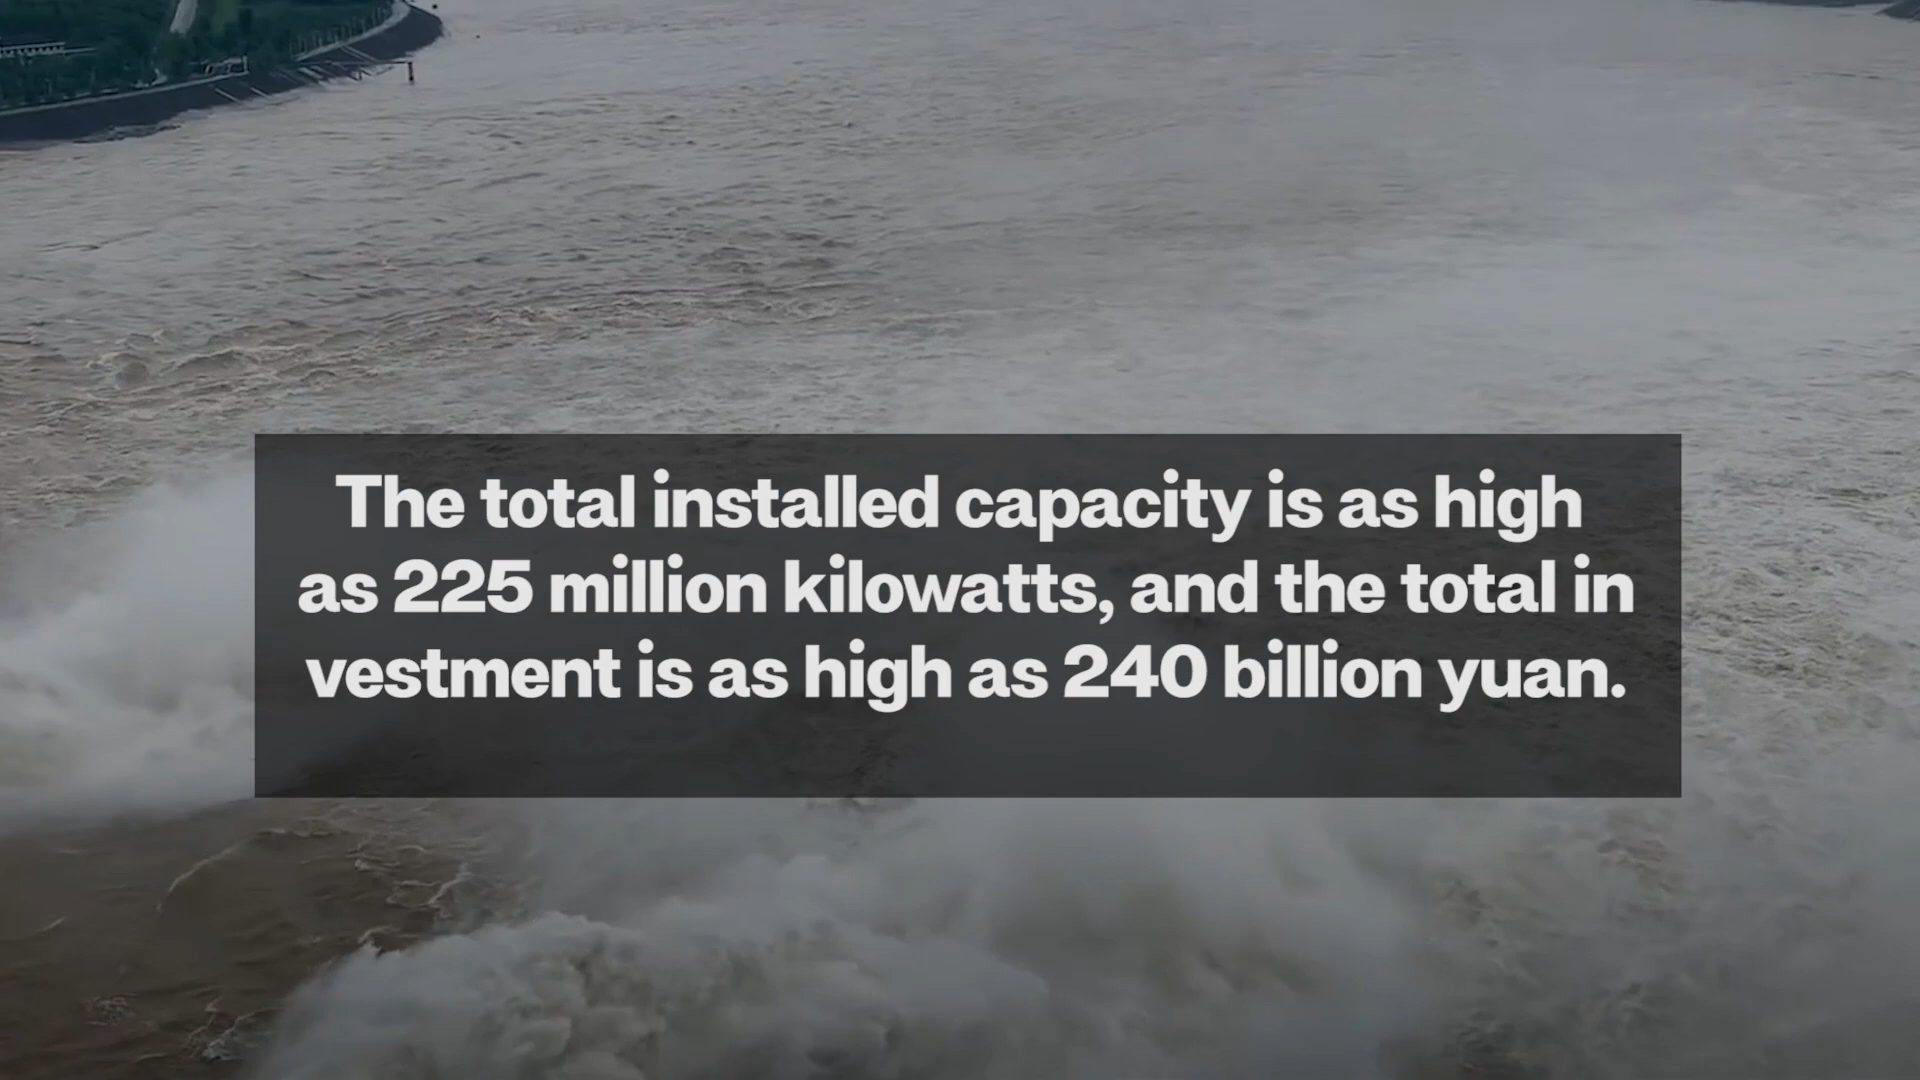 The total installed capacity is as high
as 225 million kilowatts, and the total in
vestment is as high as 240 billion yuan.